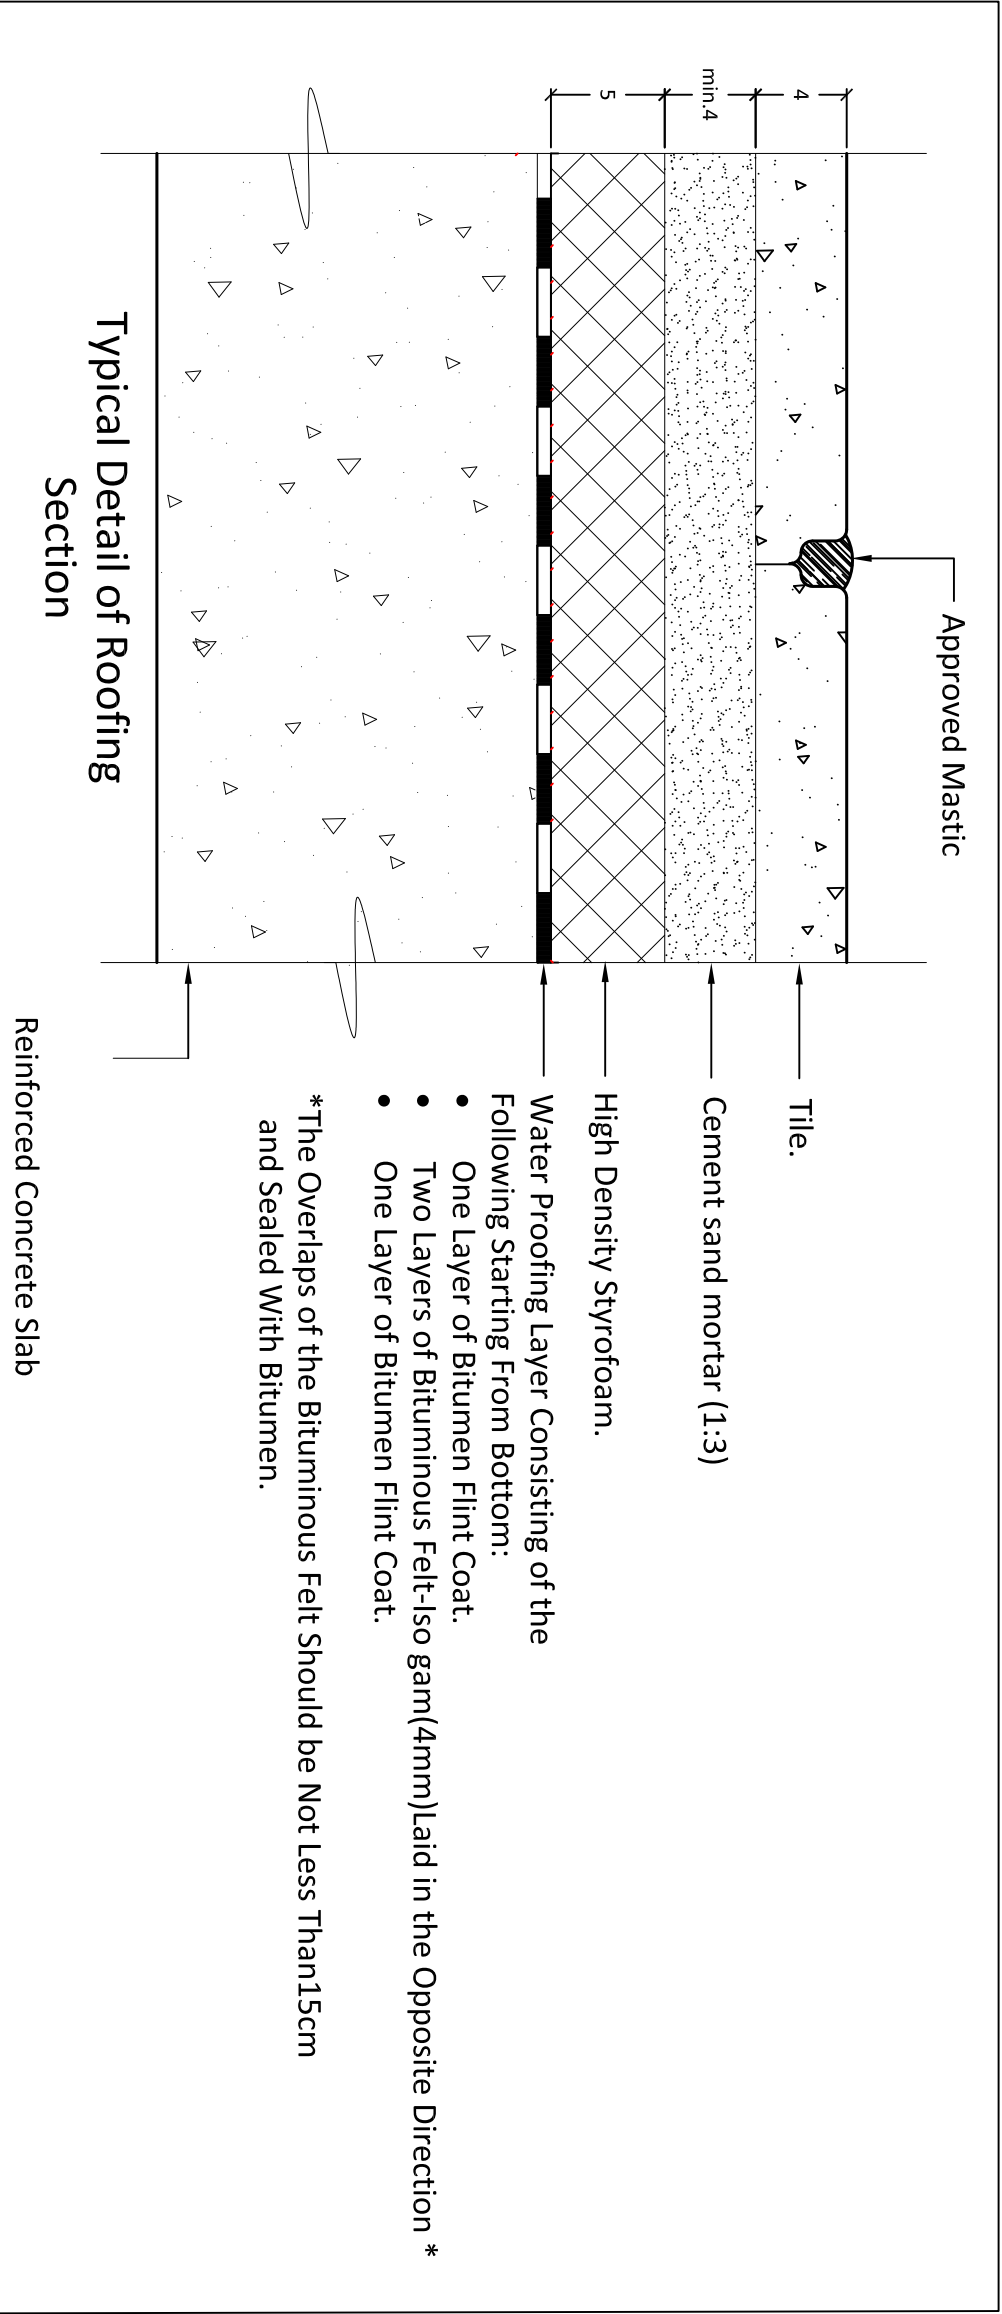 Approved Mastic
4
min.4
5
Tile.
Cement sand mortar (1:3)
High Density Styrofoam.
Water Proofing Layer Consisting of the
Following Starting From Bottom:
• One Layer of Bitumen Flint Coat.
• Two Layers of Bituminous Felt-Iso gam(4mm)Laid in the Opposite Direction *
• One Layer of Bitumen Flint Coat.
*The Overlaps of the Bituminous Felt Should be Not Less Than15cm
and Sealed With Bitumen.
Reinforced Concrete Slab
Typical Detail of Roofing
Section